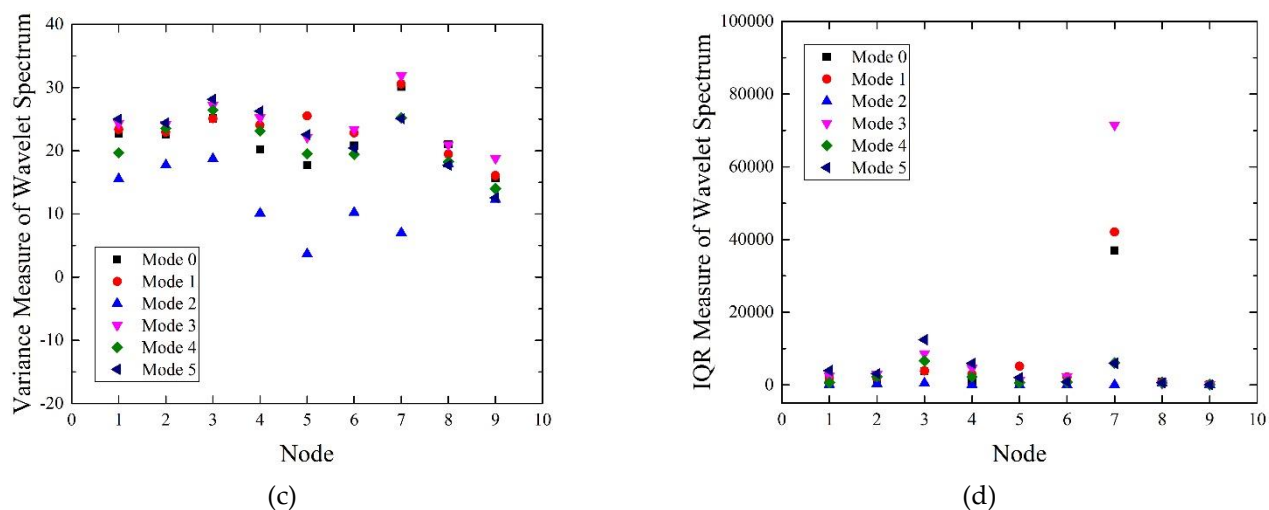 40
30
20
10
0
-10
-20
Variance Measure of Wavelet Spectrum
Mode 0
Mode 1
Mode 2
Mode 3
Mode 4
Mode 5
0 1 2 3 4 5 6 7 8 9 10
Node
(c)
100000
80000
60000
40000
20000
0
IQR Measure of Wavelet Spectrum
Mode 0
Mode 1
Mode 2
Mode 3
Mode 4
Mode 5
0 1 2 3 4 5 6 7 8 9 10
Node
(d)